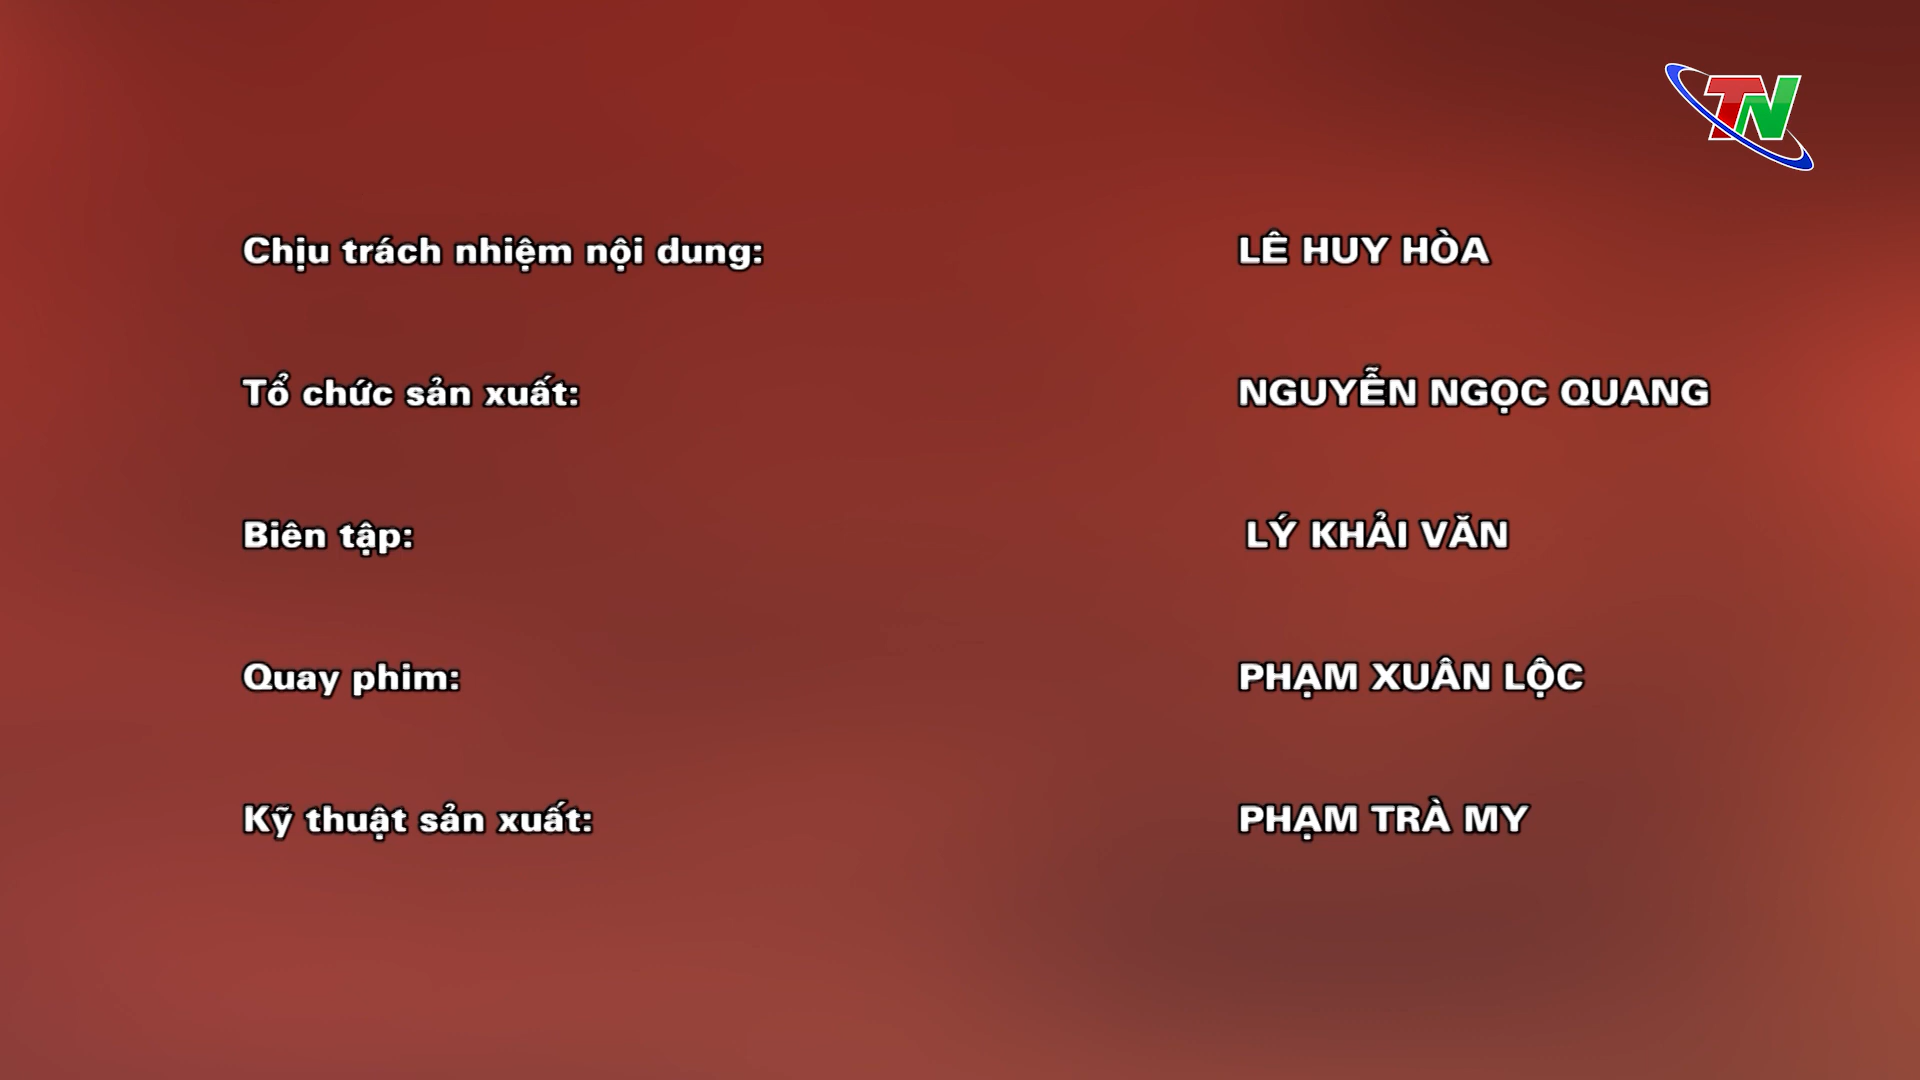 TN
Chịu trách nhiệm nội dung: LÊ HUY HÒA
Tổ chức sản xuất: NGUYỄN NGỌC QUANG
Biên tập: LÝ KHẢI VĂN
Quay phim: PHẠM XUÂN LỘC
Kỹ thuật sản xuất: PHẠM TRÀ MY